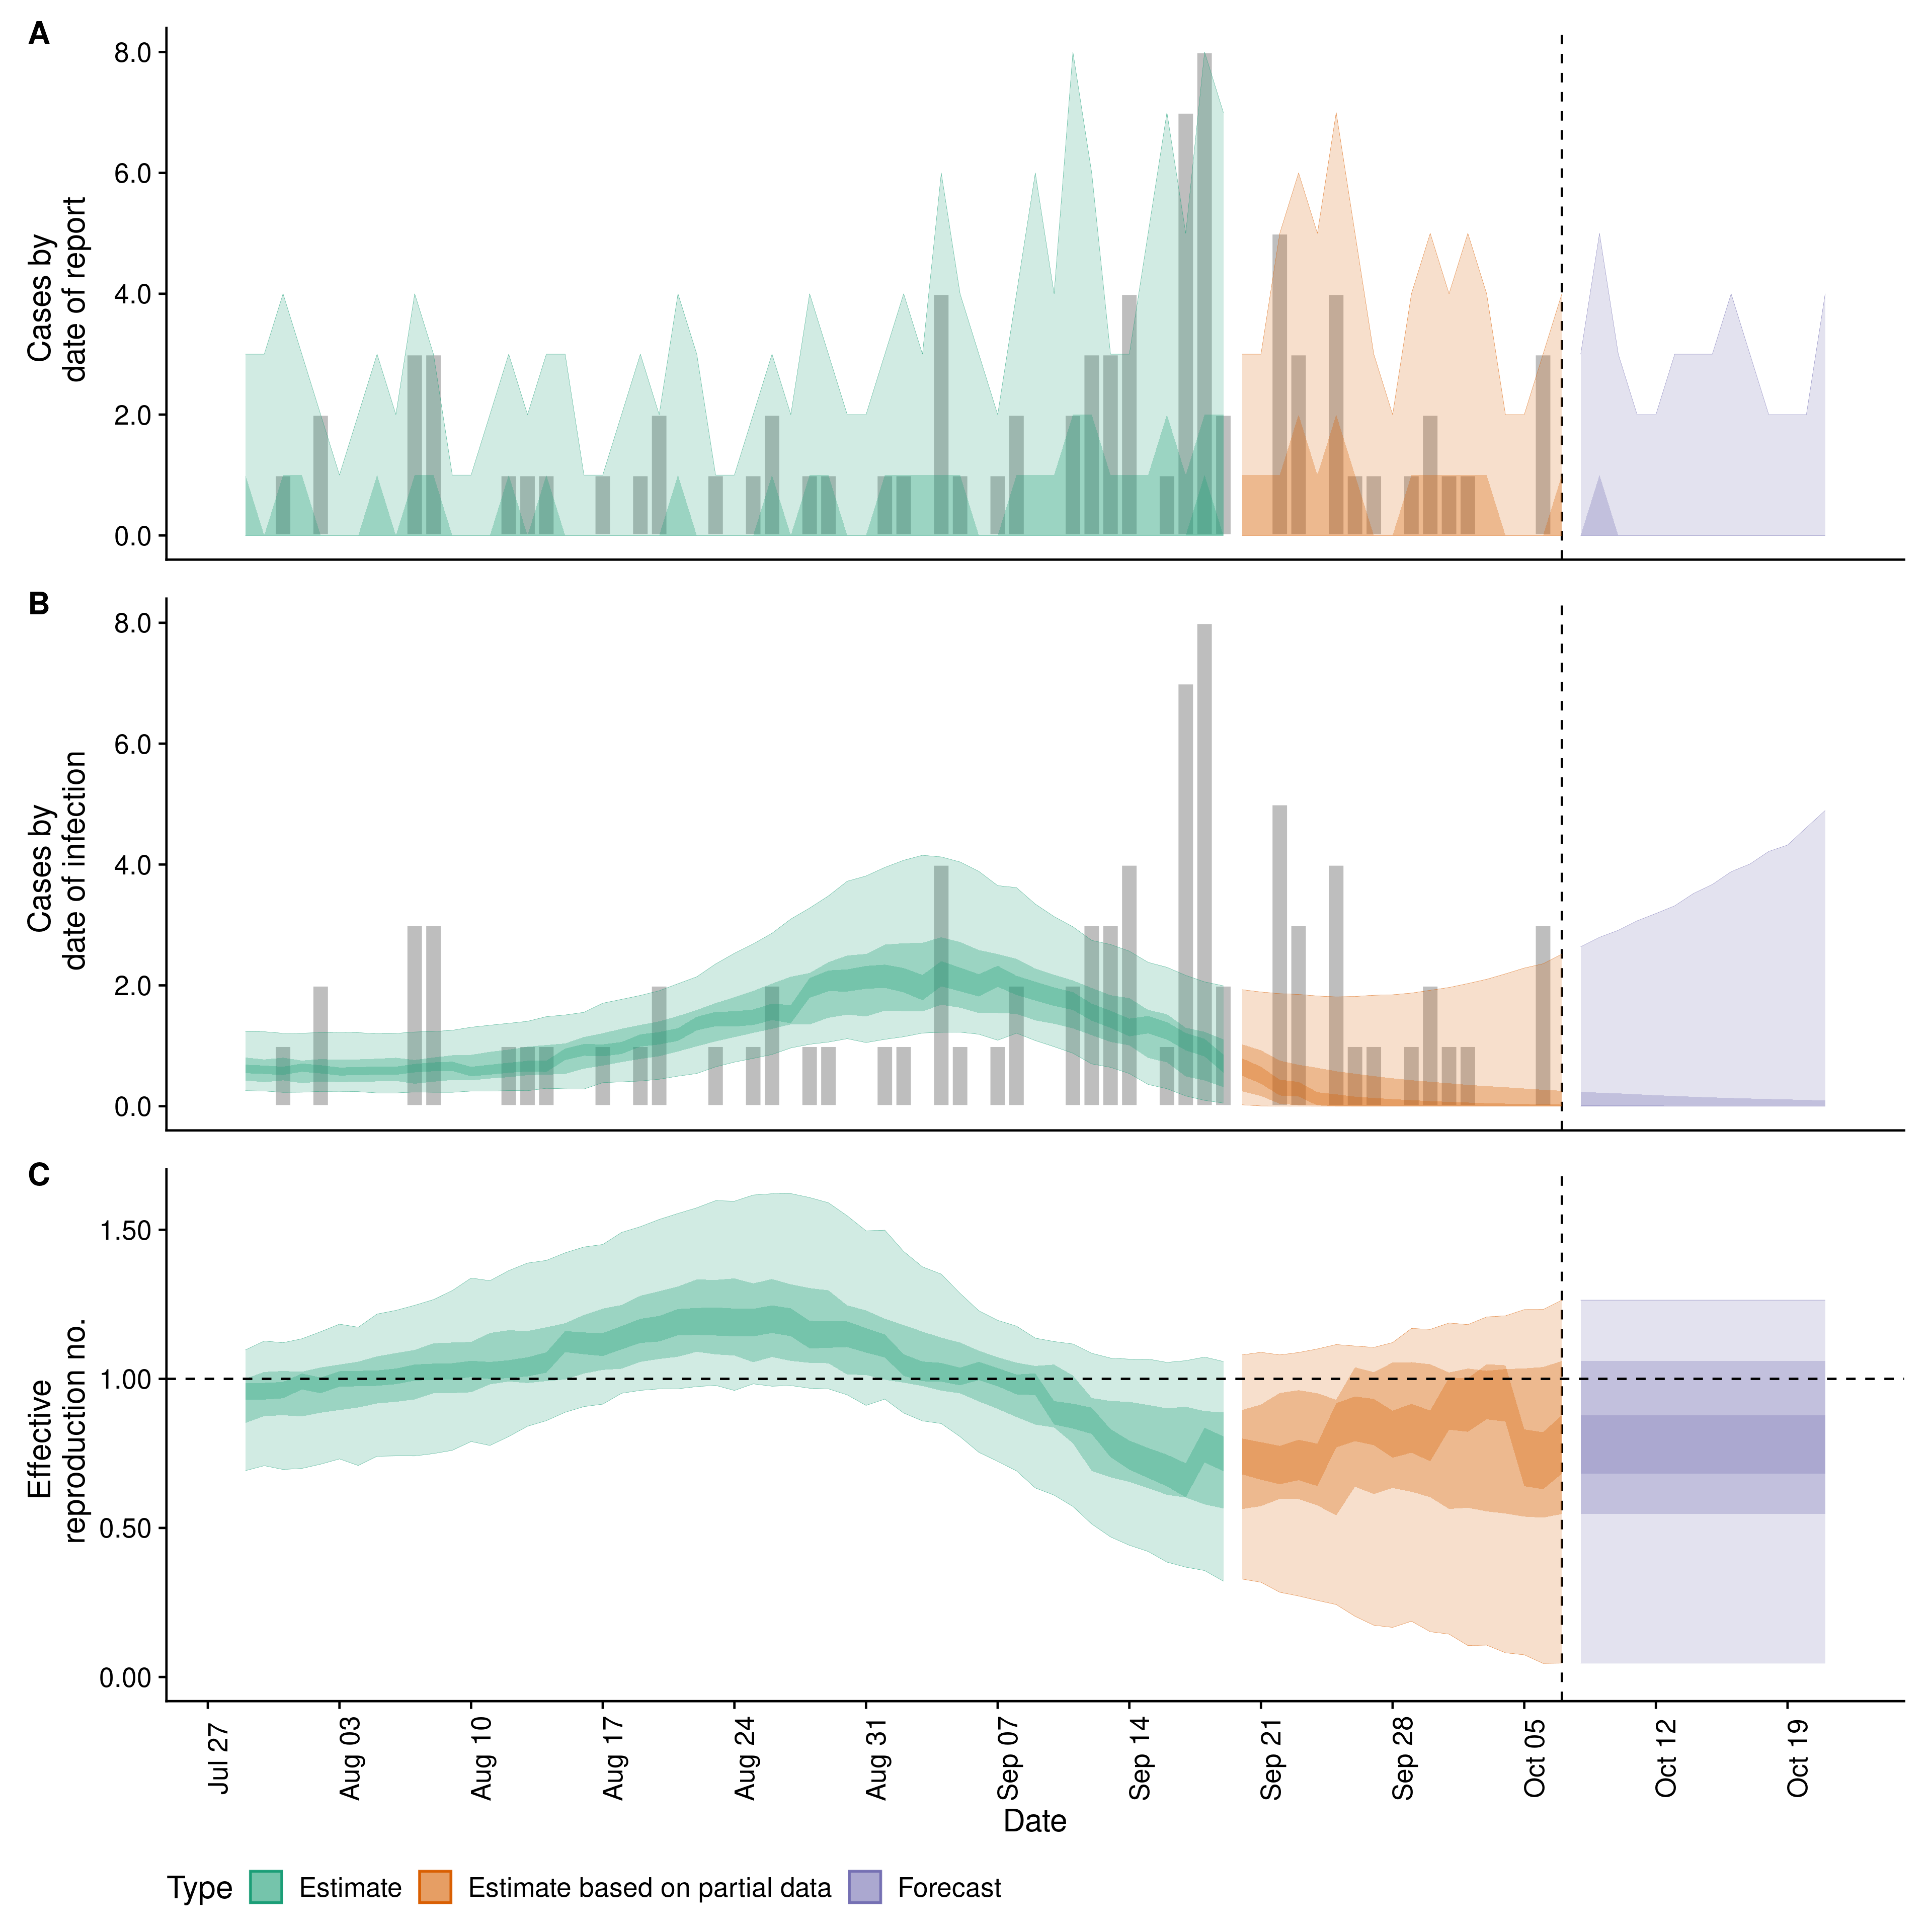 A
8.0
6.0
4.0
2.0
0.0
Cases by
date of report
B
8.0
6.0
4.0
2.0
0.0
Cases by
date of infection
C
1.50
1.00
0.50
0.00
Effective
reproduction no.
Jul 27
Aug 03
Aug 10
Aug 17
Aug 24
Aug 31
Sep 07
Sep 14
Sep 21
Sep 28
Oct 05
Oct 12
Oct 19
Date
Type Estimate Estimate based on partial data Forecast